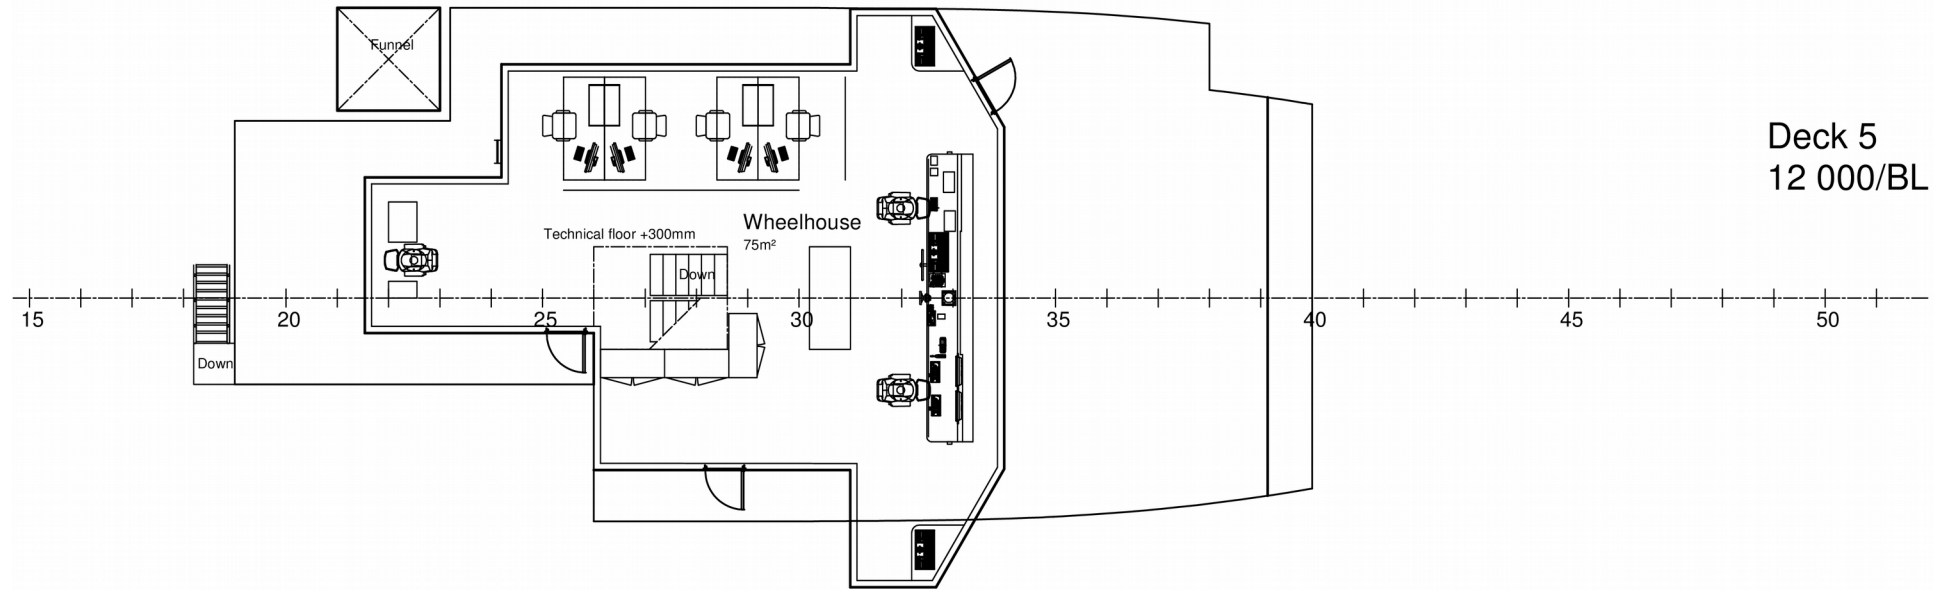 Funnel
Deck 5
12 000/BL
Wheelhouse
75m²
Technical floor +300mm
Down
15 20 25 30 35 40 45 50
Down